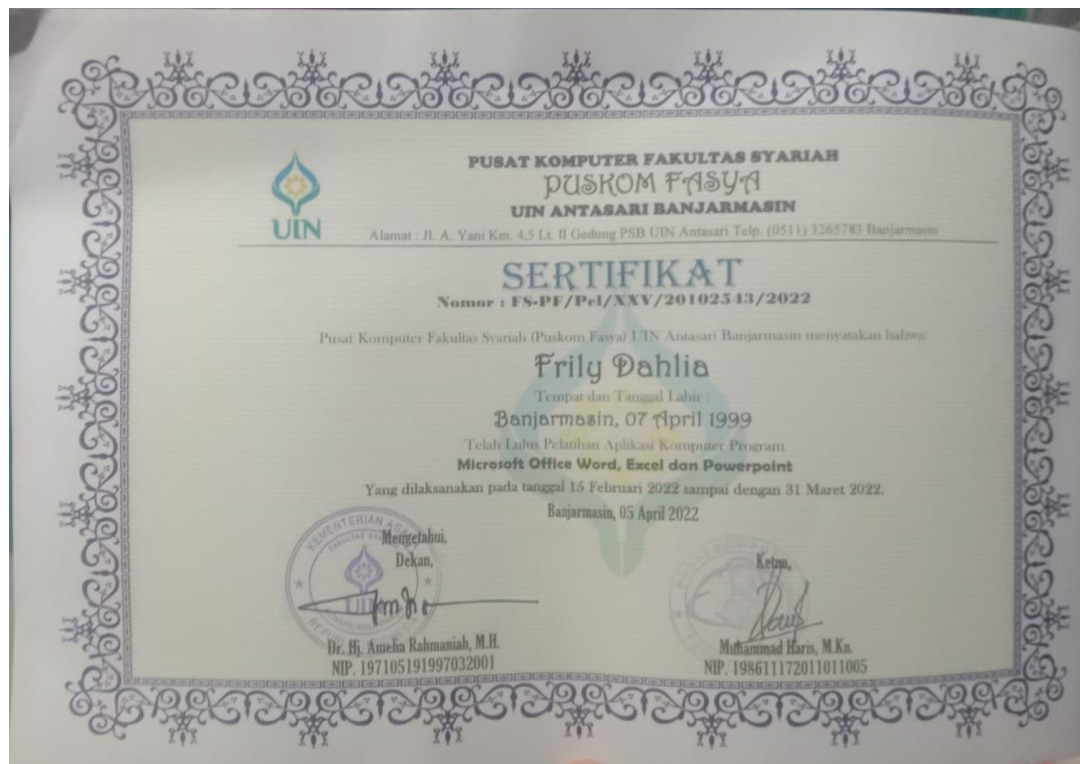 PUSAT KOMPUTER FAKULTAS SYARIAH
PUSKOM FASYA
UIN ANTASARI BANJARMASIN
UIN
Alamat : Jl. A. Yani Km. 4,5 Lt. II Gedung PSB UIN Antasari Telp. (0511) 3265783 Banjarmasin
SERTIFIKAT
Nomor : FS-PF/Pel/XXV/20102543/2022
Pusat Komputer Fakultas Syariah (Puskom Fasya) UIN Antasari Banjarmasin menyatakan bahwa:
Frily Dahlia
Tempat dan Tanggal Lahir :
Banjarmasin, 07 April 1999
Telah Lulus Pelatihan Aplikasi Komputer Program
Microsoft Office Word, Excel dan Powerpoint
Yang dilaksanakan pada tanggal 15 Februari 2022 sampai dengan 31 Maret 2022.
Banjarmasin, 05 April 2022
KEMENTERIAN
Mengetahui,
Dekan,
Dr. Hj. Amelia Rahmaniah, M.H.
NIP. 197105191997032001
Ketua,
Muhammad Haris, M.Kn.
NIP. 198611172011011005